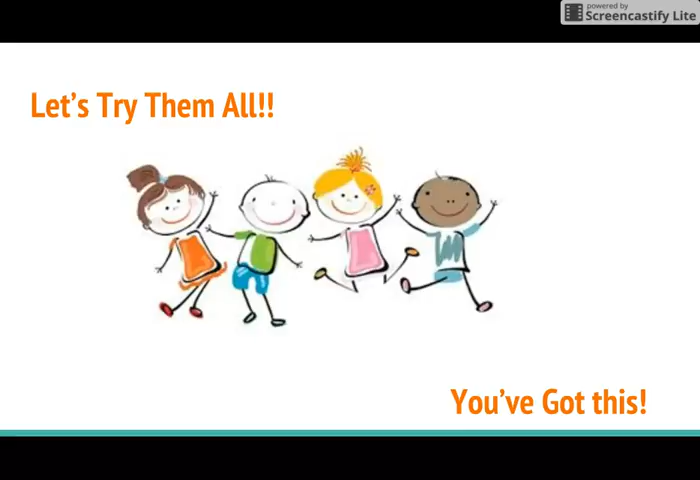 powered by
Screencastify Lite
Let's Try Them All!!
You've Got this!